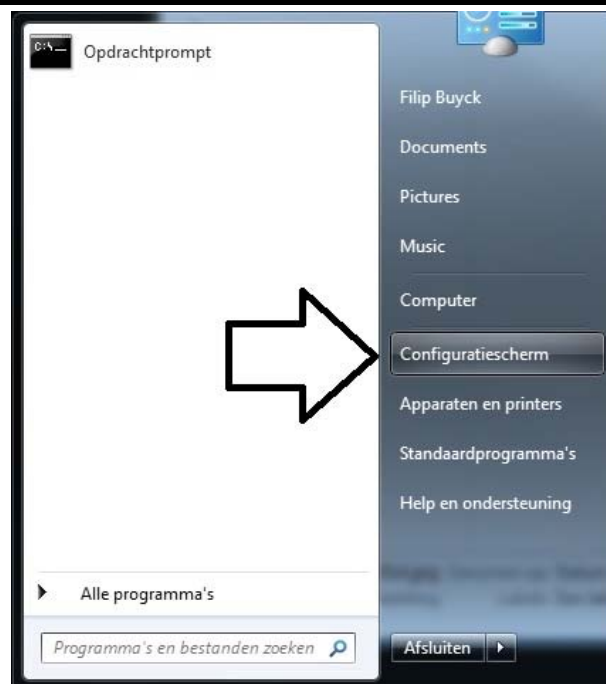 C:\
Opdrachtprompt
Filip Buyck
Documents
Pictures
Music
Computer
Configuratiescherm
Apparaten en printers
Standaardprogramma's
Help en ondersteuning
Alle programma's
Programma's en bestanden zoeken
Afsluiten